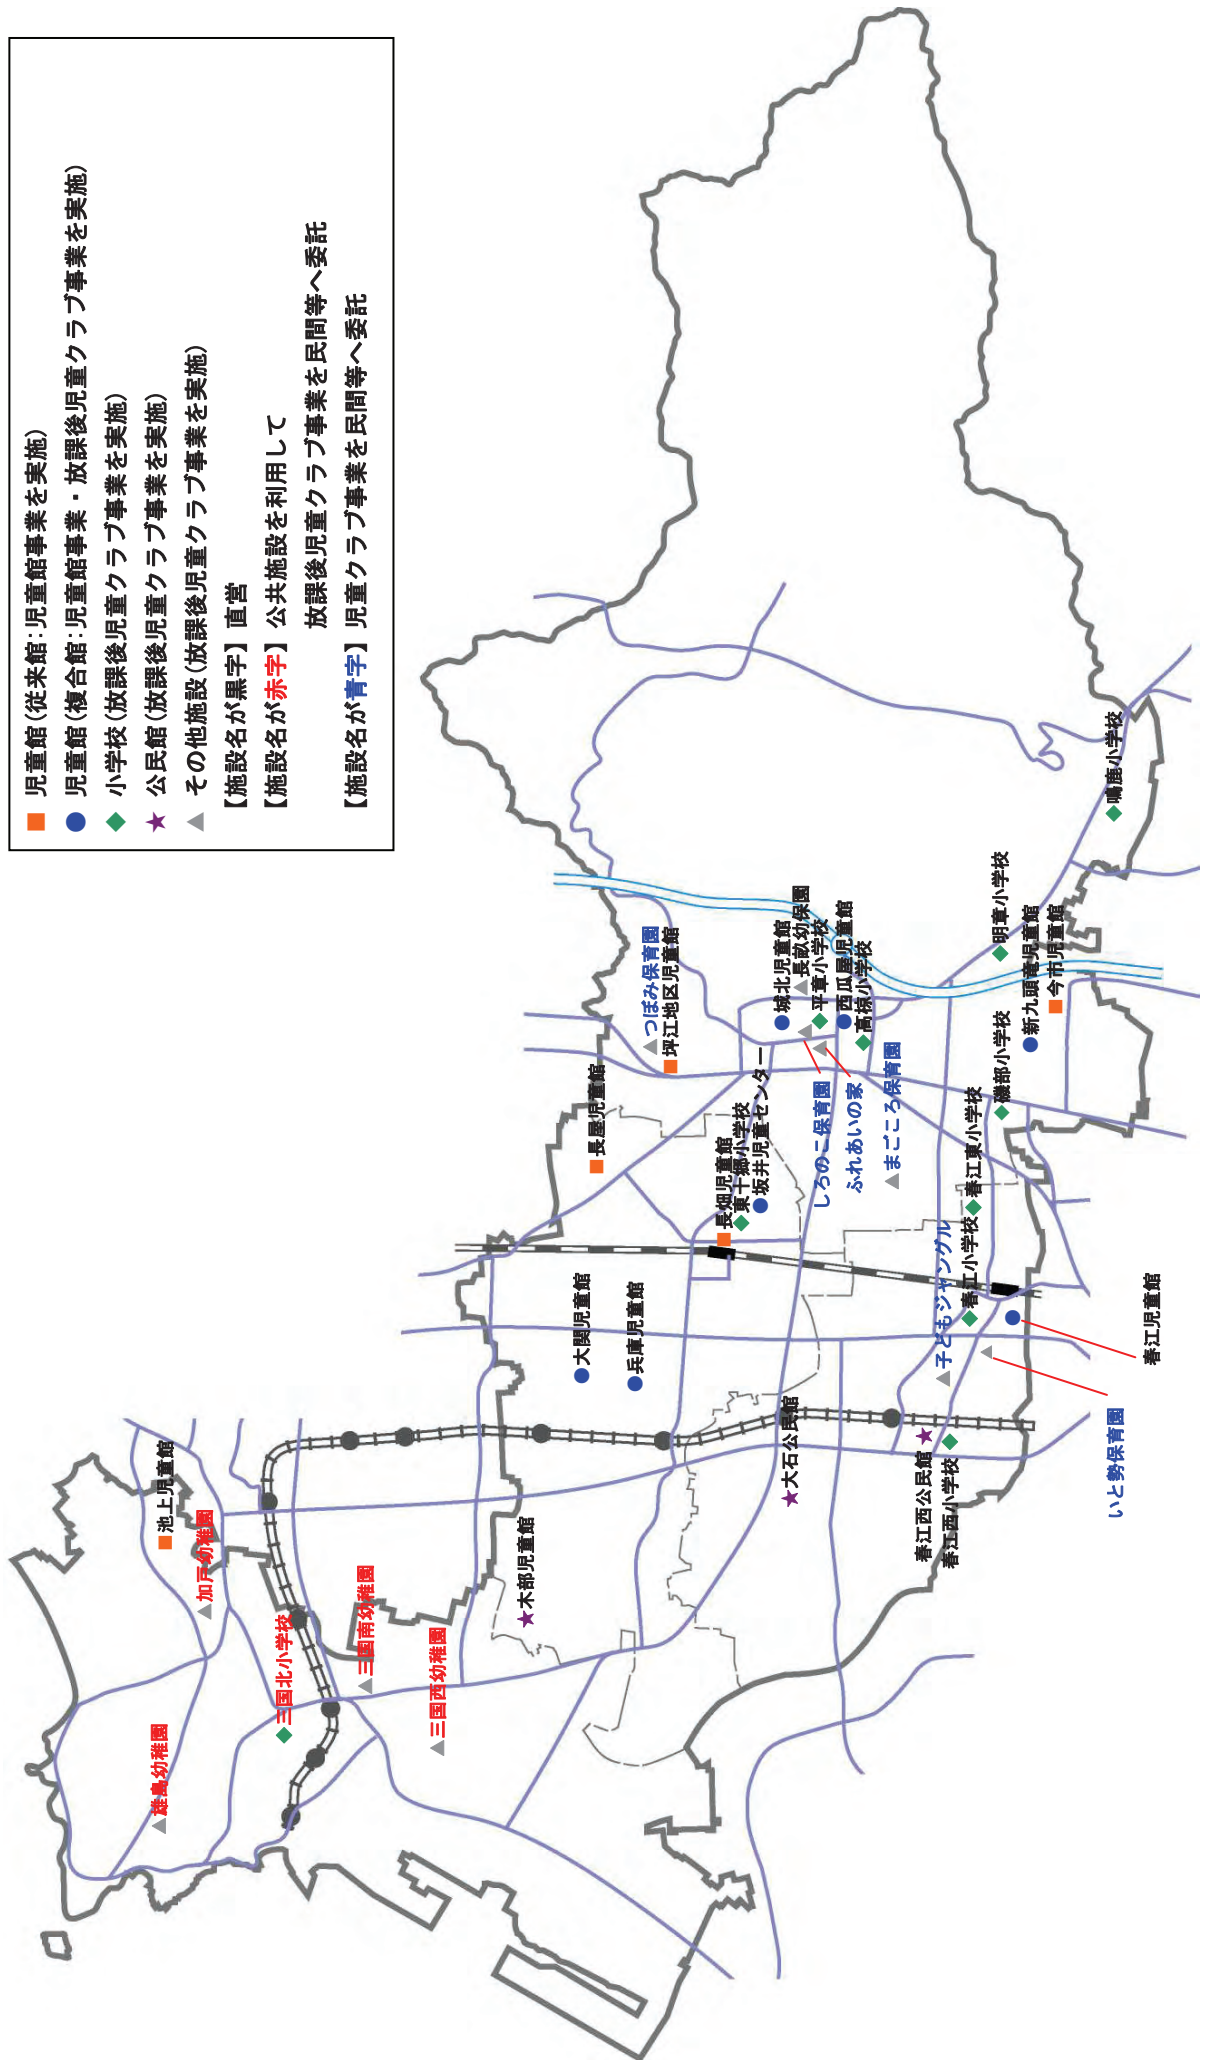 児童館(従来館:児童館事業を実施)
児童館(複合館:児童館事業・放課後児童クラブ事業を実施)
小学校(放課後児童クラブ事業を実施)
公民館(放課後児童クラブ事業を実施)
その他施設(放課後児童クラブ事業を実施)
【施設名が黒字】直営
【施設名が赤字】公共施設を利用して
放課後児童クラブ事業を民間等へ委託
【施設名が青字】児童クラブ事業を民間等へ委託
雄島幼稚園
池上児童館
加戸幼稚園
三国北小学校
三国南幼稚園
三国西幼稚園
木部児童館
大関児童館
兵庫児童館
長屋児童館
つぼみ保育園
坪江地区児童館
長畑児童館
東十郷小学校
坂井児童センター
城北児童館
長畝幼保園
平章小学校
西瓜屋児童館
高椋小学校
しろのこ保育園
ふれあいの家
まごころ保育園
大石公民館
春江西公民館
春江西小学校
子どもジャングル
春江小学校
春江東小学校
磯部小学校
明章小学校
新九頭竜児童館
今市児童館
鳴鹿小学校
いと勢保育園
春江児童館